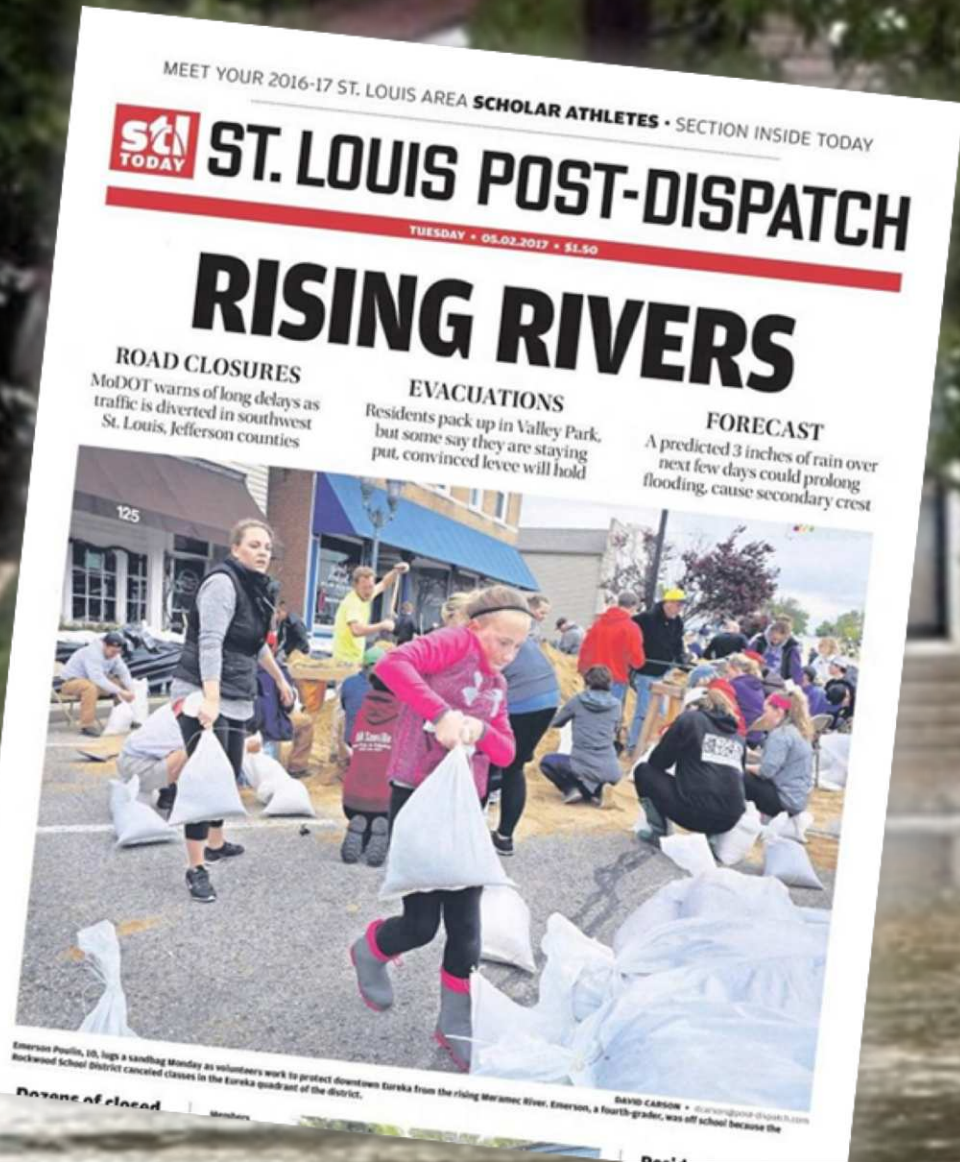 MEET YOUR 2016-17 ST. LOUIS AREA SCHOLAR ATHLETES • SECTION INSIDE TODAY
stl
TODAY
ST. LOUIS POST-DISPATCH
TUESDAY • 05.02.2017 • $1.50
RISING RIVERS
ROAD CLOSURES
MoDOT warns of long delays as
traffic is diverted in southwest
St. Louis, Jefferson counties
EVACUATIONS
Residents pack up in Valley Park,
but some say they are staying
put, convinced levee will hold
FORECAST
A predicted 3 inches of rain over
next few days could prolong
flooding, cause secondary crest
125
DAVID CARSON • dcarson@post-dispatch.com
Emerson Poulin, 10, lugs a sandbag Monday as volunteers work to protect downtown Eureka from the rising Meramec River. Emerson, a fourth-grader, was off school because the
Rockwood School District canceled classes in the Eureka quadrant of the district.
Dozens of closed
Members